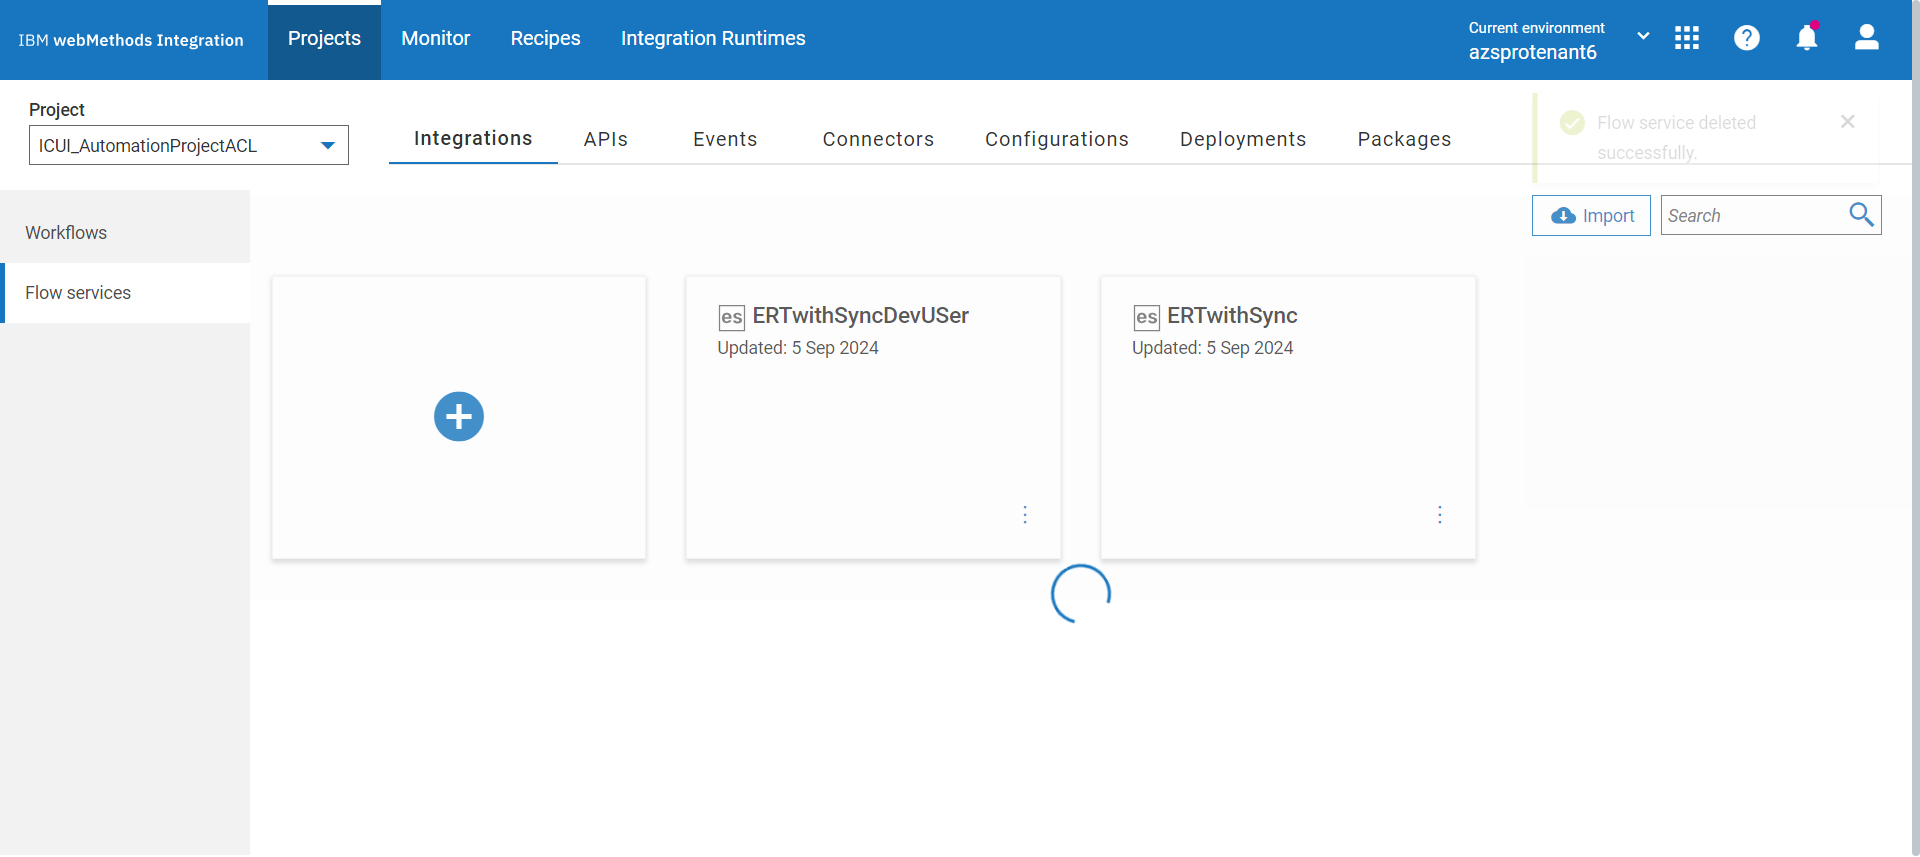 IBM webMethods Integration
Projects
Monitor
Recipes
Integration Runtimes
Current environment
azsprotenant6
Project
ICUI_AutomationProjectACL
Integrations
APIs
Events
Connectors
Configurations
Deployments
Packages
Flow service deleted
successfully.
Import
Search
Workflows
Flow services
es ERTwithSyncDevUSer
Updated: 5 Sep 2024
es ERTwithSync
Updated: 5 Sep 2024